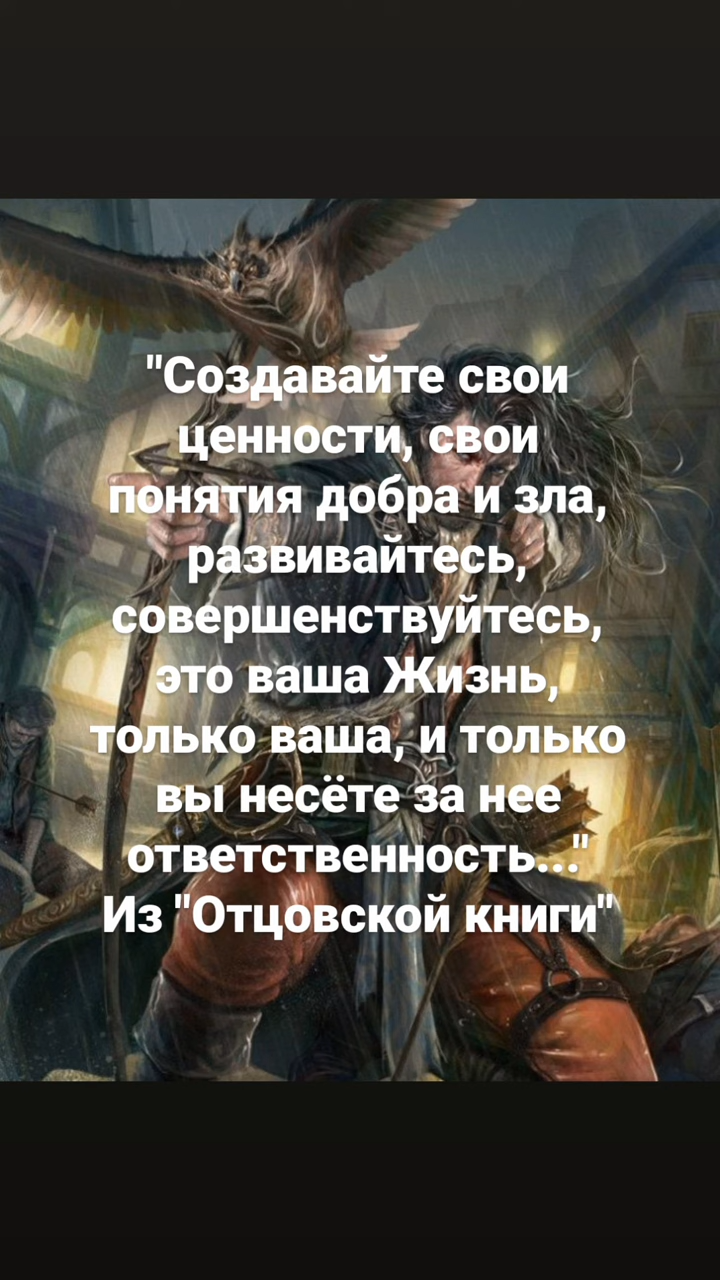 "Создавайте свои
ценности, свои
понятия добра и зла,
развивайтесь,
совершенствуйтесь,
это ваша Жизнь,
только ваша, и только
вы несёте за нее
ответственность..."
Из "Отцовской книги"